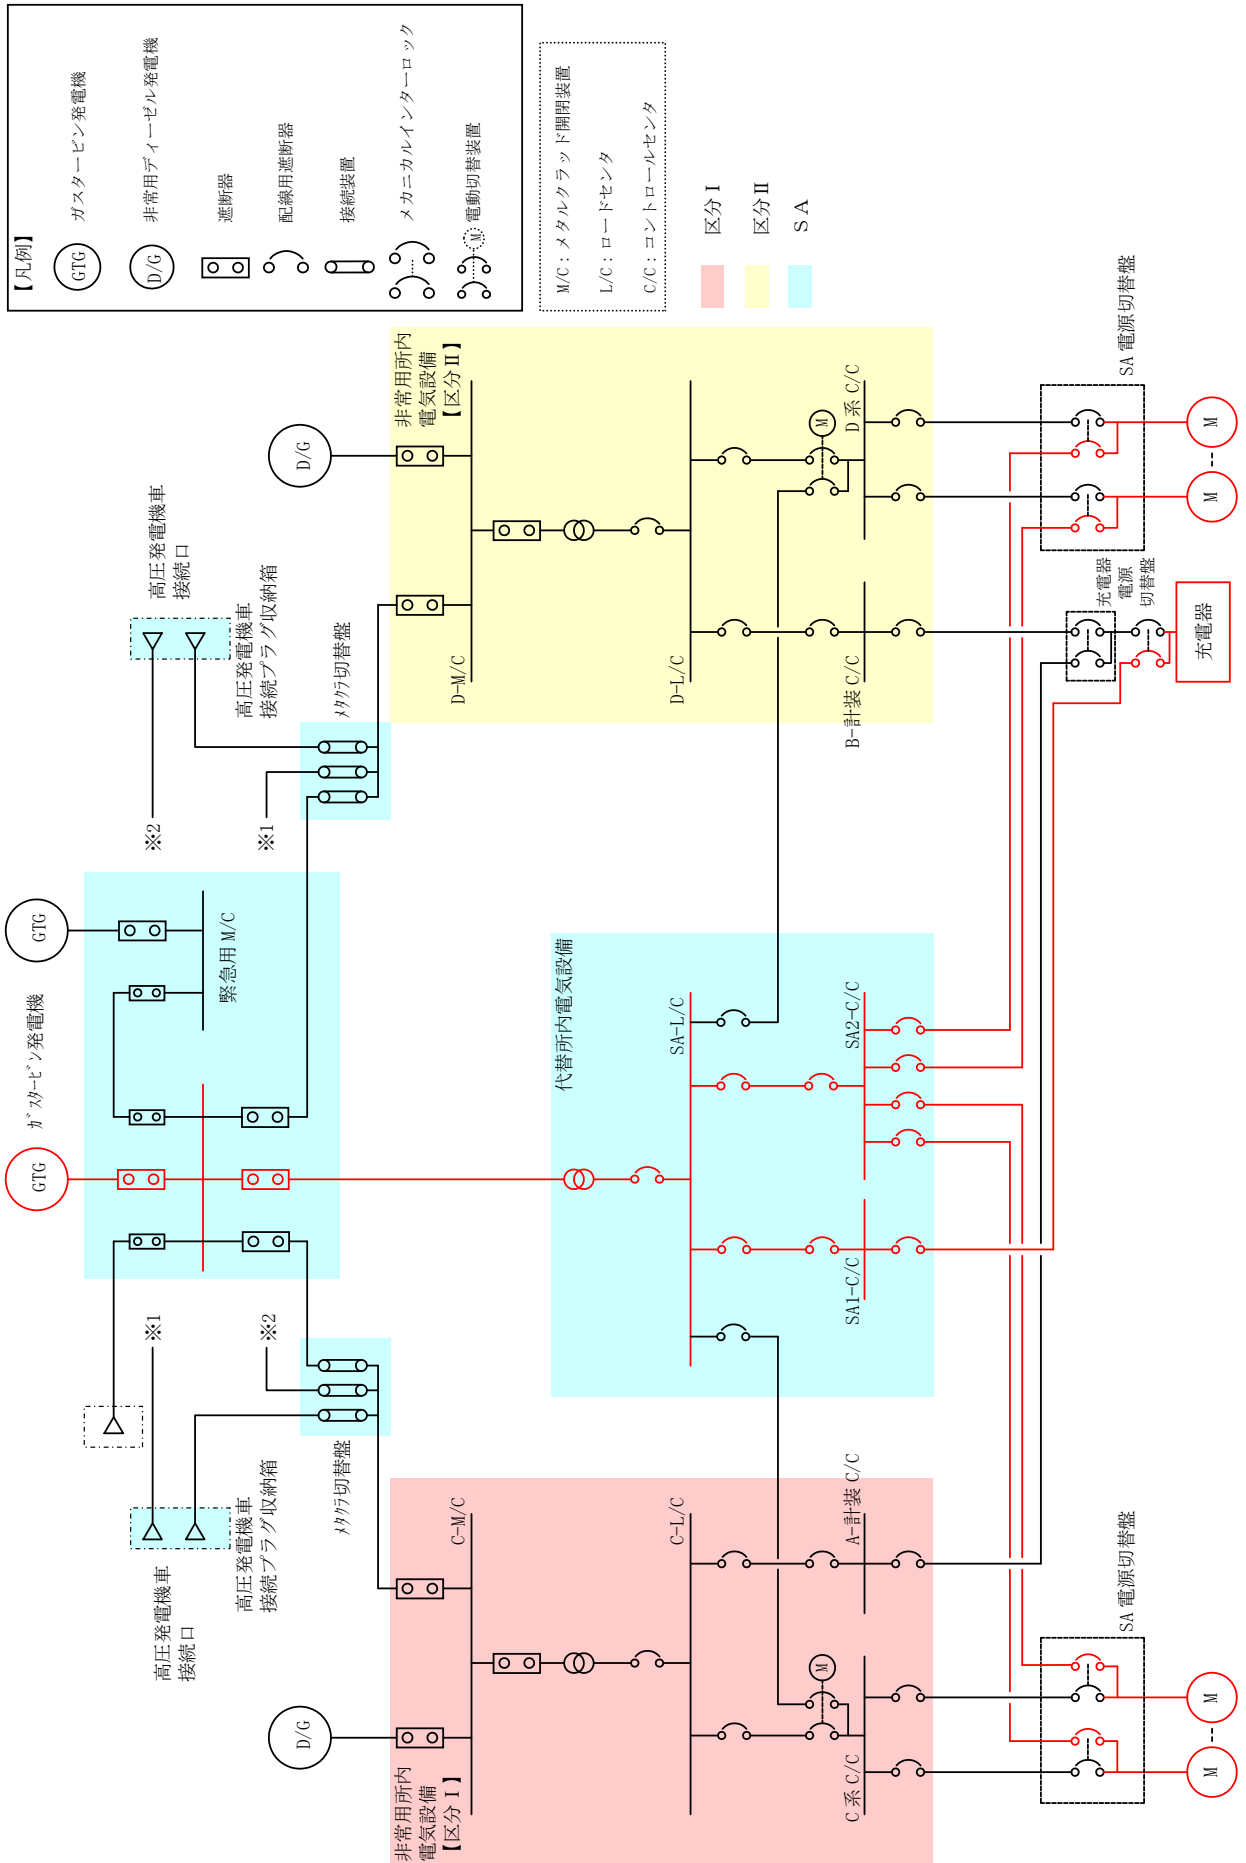 【凡例】
GTG
ガスタービン発電機
D/G
非常用ディーゼル発電機
遮断器
配線用遮断器
接続装置
メカニカルインターロック
M
電動切替装置
M/C：メタルクラッド開閉装置
L/C：ロードセンタ
C/C：コントロールセンタ
区分Ⅰ
区分Ⅱ
ＳＡ
ｶﾞｽﾀｰﾋﾞﾝ発電機
GTG
GTG
緊急用 M/C
※1
※2
※2
※1
高圧発電機車
接続口
高圧発電機車
接続プラグ収納箱
ﾒﾀｸﾗ切替盤
高圧発電機車
接続口
高圧発電機車
接続プラグ収納箱
ﾒﾀｸﾗ切替盤
D/G
D/G
非常用所内
電気設備
【区分Ⅰ】
C-M/C
C-L/C
C 系 C/C
A-計装 C/C
M
代替所内電気設備
SA-L/C
SA1-C/C
SA2-C/C
非常用所内
電気設備
【区分Ⅱ】
D-M/C
D-L/C
B-計装 C/C
D 系 C/C
M
SA 電源切替盤
M
M
充電器
電源
切替盤
充電器
SA 電源切替盤
M
M